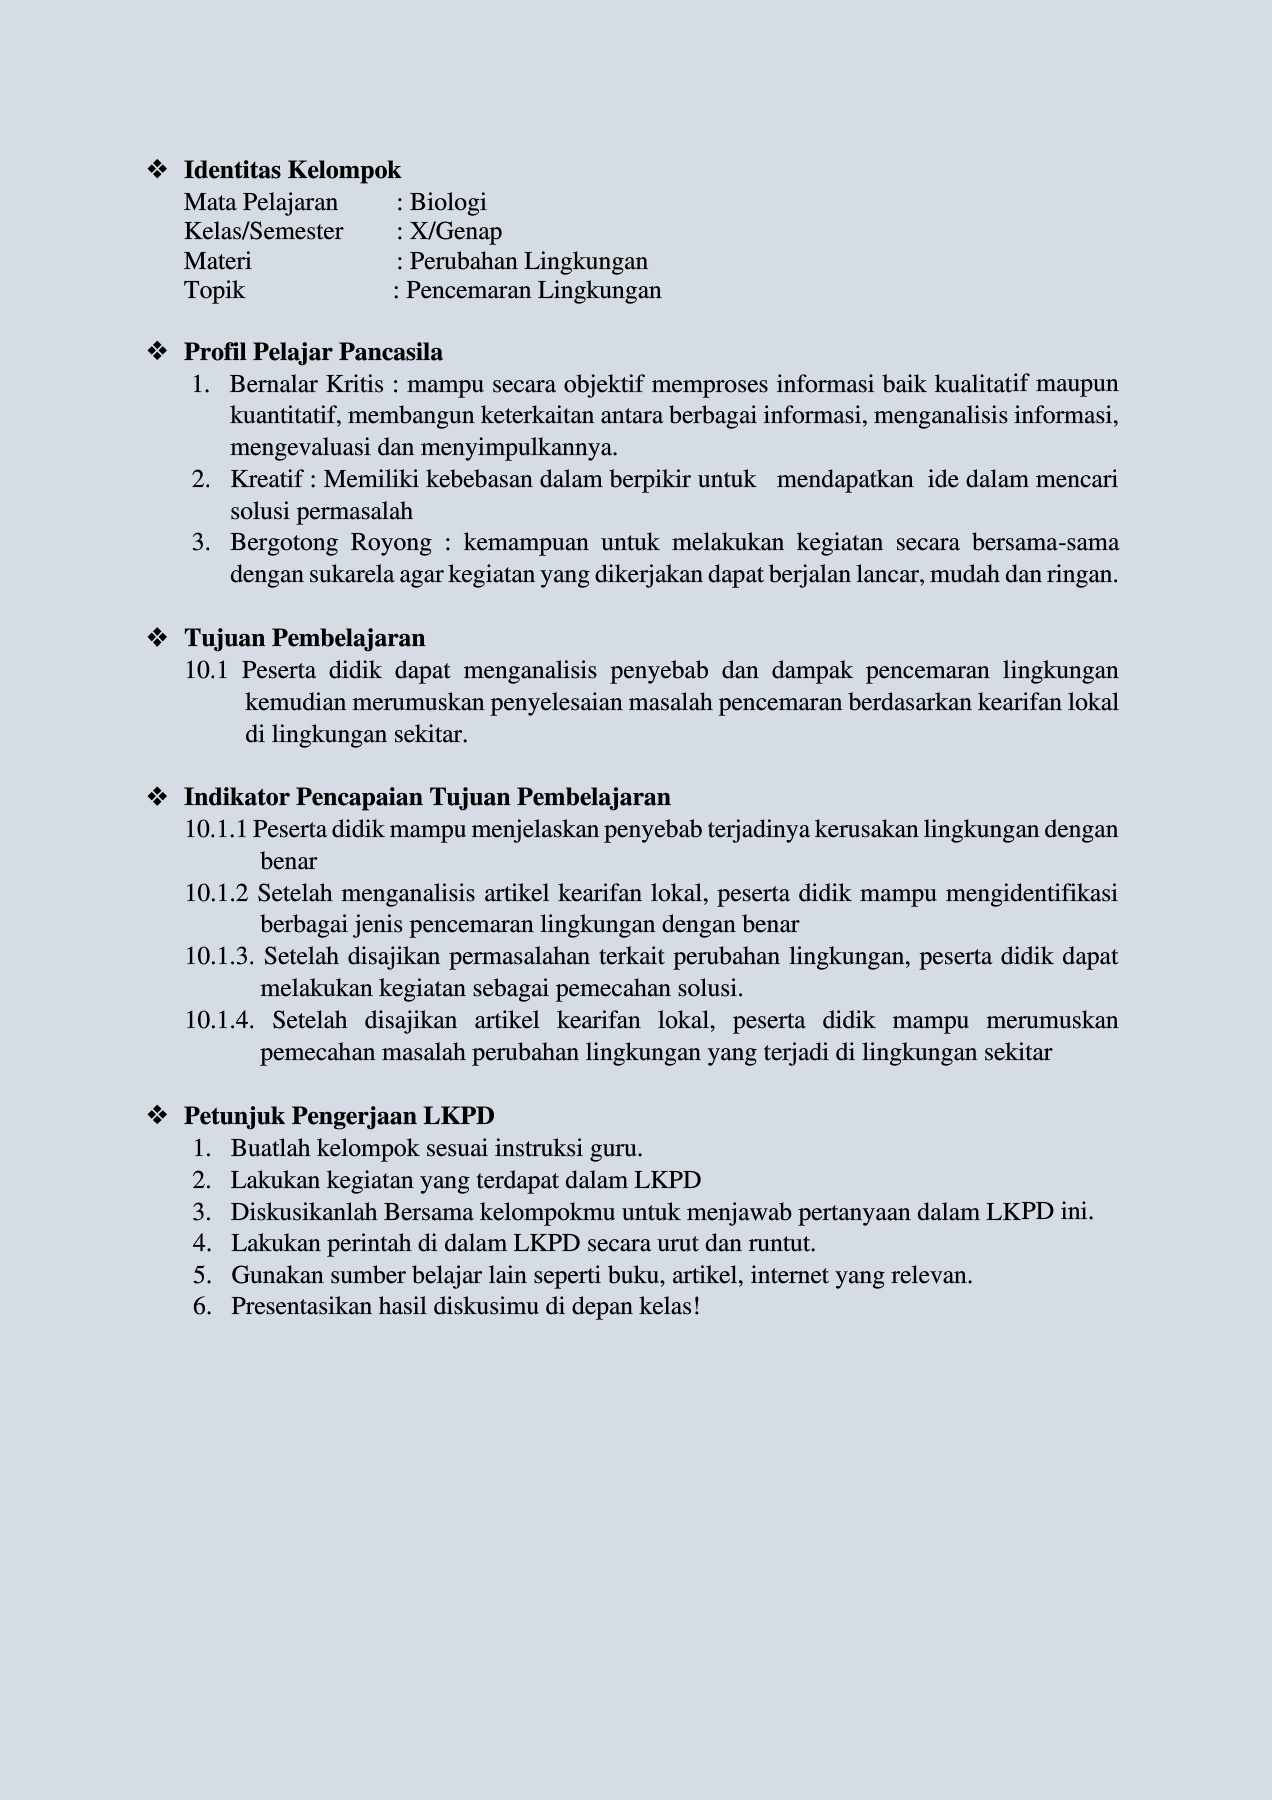 ❖ Identitas Kelompok
Mata Pelajaran : Biologi
Kelas/Semester : X/Genap
Materi : Perubahan Lingkungan
Topik : Pencemaran Lingkungan
❖ Profil Pelajar Pancasila
1. Bernalar Kritis : mampu secara objektif memproses informasi baik kualitatif maupun
kuantitatif, membangun keterkaitan antara berbagai informasi, menganalisis informasi,
mengevaluasi dan menyimpulkannya.
2. Kreatif : Memiliki kebebasan dalam berpikir untuk mendapatkan ide dalam mencari
solusi permasalah
3. Bergotong Royong : kemampuan untuk melakukan kegiatan secara bersama-sama
dengan sukarela agar kegiatan yang dikerjakan dapat berjalan lancar, mudah dan ringan.
❖ Tujuan Pembelajaran
10.1 Peserta didik dapat menganalisis penyebab dan dampak pencemaran lingkungan
kemudian merumuskan penyelesaian masalah pencemaran berdasarkan kearifan lokal
di lingkungan sekitar.
❖ Indikator Pencapaian Tujuan Pembelajaran
10.1.1 Peserta didik mampu menjelaskan penyebab terjadinya kerusakan lingkungan dengan
benar
10.1.2 Setelah menganalisis artikel kearifan lokal, peserta didik mampu mengidentifikasi
berbagai jenis pencemaran lingkungan dengan benar
10.1.3. Setelah disajikan permasalahan terkait perubahan lingkungan, peserta didik dapat
melakukan kegiatan sebagai pemecahan solusi.
10.1.4. Setelah disajikan artikel kearifan lokal, peserta didik mampu merumuskan
pemecahan masalah perubahan lingkungan yang terjadi di lingkungan sekitar
❖ Petunjuk Pengerjaan LKPD
1. Buatlah kelompok sesuai instruksi guru.
2. Lakukan kegiatan yang terdapat dalam LKPD
3. Diskusikanlah Bersama kelompokmu untuk menjawab pertanyaan dalam LKPD ini.
4. Lakukan perintah di dalam LKPD secara urut dan runtut.
5. Gunakan sumber belajar lain seperti buku, artikel, internet yang relevan.
6. Presentasikan hasil diskusimu di depan kelas!